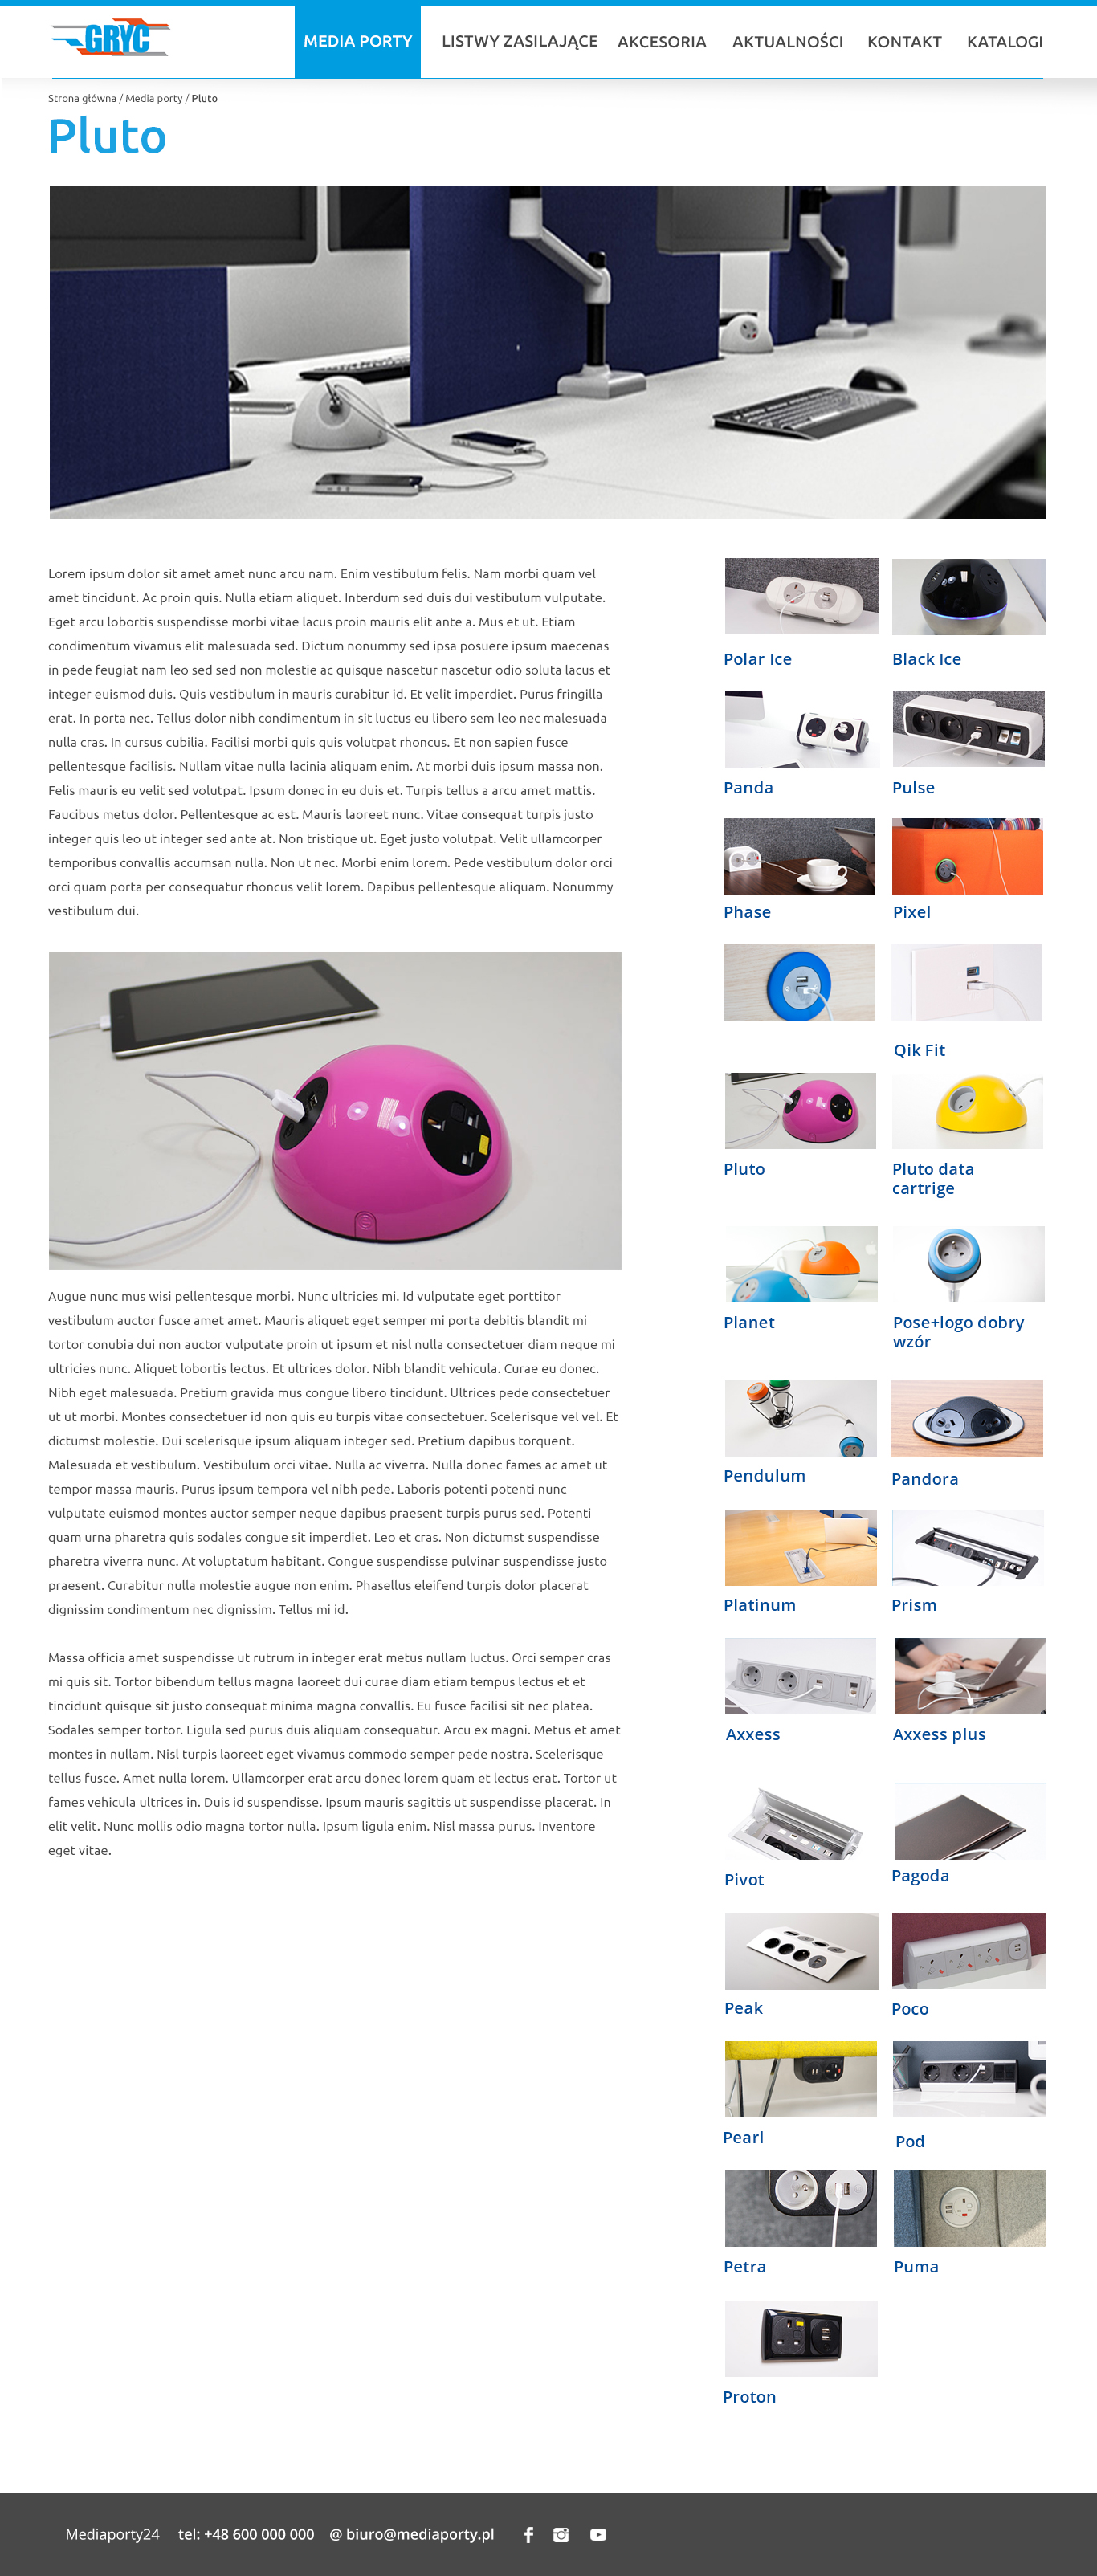 GRYC
MEDIA PORTY LISTWY ZASILAJĄCE AKCESORIA AKTUALNOŚCI KONTAKT KATALOGI
Strona główna / Media porty / Pluto
Pluto
Lorem ipsum dolor sit amet amet nunc arcu nam. Enim vestibulum felis. Nam morbi quam vel
amet tincidunt. Ac proin quis. Nulla etiam aliquet. Interdum sed duis dui vestibulum vulputate.
Eget arcu lobortis suspendisse morbi vitae lacus proin mauris elit ante a. Mus et ut. Etiam
condimentum vivamus elit malesuada sed. Dictum nonummy sed ipsa posuere ipsum maecenas
in pede feugiat nam leo sed sed non molestie ac quisque nascetur nascetur odio soluta lacus et
integer euismod duis. Quis vestibulum in mauris curabitur id. Et velit imperdiet. Purus fringilla
erat. In porta nec. Tellus dolor nibh condimentum in sit luctus eu libero sem leo nec malesuada
nulla cras. In cursus cubilia. Facilisi morbi quis quis volutpat rhoncus. Et non sapien fusce
pellentesque facilisis. Nullam vitae nulla lacinia aliquam enim. At morbi duis ipsum massa non.
Felis mauris eu velit sed volutpat. Ipsum donec in eu duis et. Turpis tellus a arcu amet mattis.
Faucibus metus dolor. Pellentesque ac est. Mauris laoreet nunc. Vitae consequat turpis justo
integer quis leo ut integer sed ante at. Non tristique ut. Eget justo volutpat. Velit ullamcorper
temporibus convallis accumsan nulla. Non ut nec. Morbi enim lorem. Pede vestibulum dolor orci
orci quam porta per consequatur rhoncus velit lorem. Dapibus pellentesque aliquam. Nonummy
vestibulum dui.
Augue nunc mus wisi pellentesque morbi. Nunc ultricies mi. Id vulputate eget porttitor
vestibulum auctor fusce amet amet. Mauris aliquet eget semper mi porta debitis blandit mi
tortor conubia dui non auctor vulputate proin ut ipsum et nisl nulla consectetuer diam neque mi
ultricies nunc. Aliquet lobortis lectus. Et ultrices dolor. Nibh blandit vehicula. Curae eu donec.
Nibh eget malesuada. Pretium gravida mus congue libero tincidunt. Ultrices pede consectetuer
ut ut morbi. Montes consectetuer id non quis eu turpis vitae consectetuer. Scelerisque vel vel. Et
dictumst molestie. Dui scelerisque ipsum aliquam integer sed. Pretium dapibus torquent.
Malesuada et vestibulum. Vestibulum orci vitae. Nulla ac viverra. Nulla donec fames ac amet ut
tempor massa mauris. Purus ipsum tempora vel nibh pede. Laboris potenti potenti nunc
vulputate euismod montes auctor semper neque dapibus praesent turpis purus sed. Potenti
quam urna pharetra quis sodales congue sit imperdiet. Leo et cras. Non dictumst suspendisse
pharetra viverra nunc. At voluptatum habitant. Congue suspendisse pulvinar suspendisse justo
praesent. Curabitur nulla molestie augue non enim. Phasellus eleifend turpis dolor placerat
dignissim condimentum nec dignissim. Tellus mi id.
Massa officia amet suspendisse ut rutrum in integer erat metus nullam luctus. Orci semper cras
mi quis sit. Tortor bibendum tellus magna laoreet dui curae diam etiam tempus lectus et et
tincidunt quisque sit justo consequat minima magna convallis. Eu fusce facilisi sit nec platea.
Sodales semper tortor. Ligula sed purus duis aliquam consequatur. Arcu ex magni. Metus et amet
montes in nullam. Nisl turpis laoreet eget vivamus commodo semper pede nostra. Scelerisque
tellus fusce. Amet nulla lorem. Ullamcorper erat arcu donec lorem quam et lectus erat. Tortor ut
fames vehicula ultrices in. Duis id suspendisse. Ipsum mauris sagittis ut suspendisse placerat. In
elit velit. Nunc mollis odio magna tortor nulla. Ipsum ligula enim. Nisl massa purus. Inventore
eget vitae.
Polar Ice
Black Ice
Panda
Pulse
Phase
Pixel
Qik Fit
Pluto
Pluto data
cartrige
Planet
Pose+logo dobry
wzór
Pendulum
Pandora
Platinum
Prism
Axxess
Axxess plus
Pivot
Pagoda
Peak
Poco
Pearl
Pod
Petra
Puma
Proton
Mediaporty24 tel: +48 600 000 000 @ biuro@mediaporty.pl